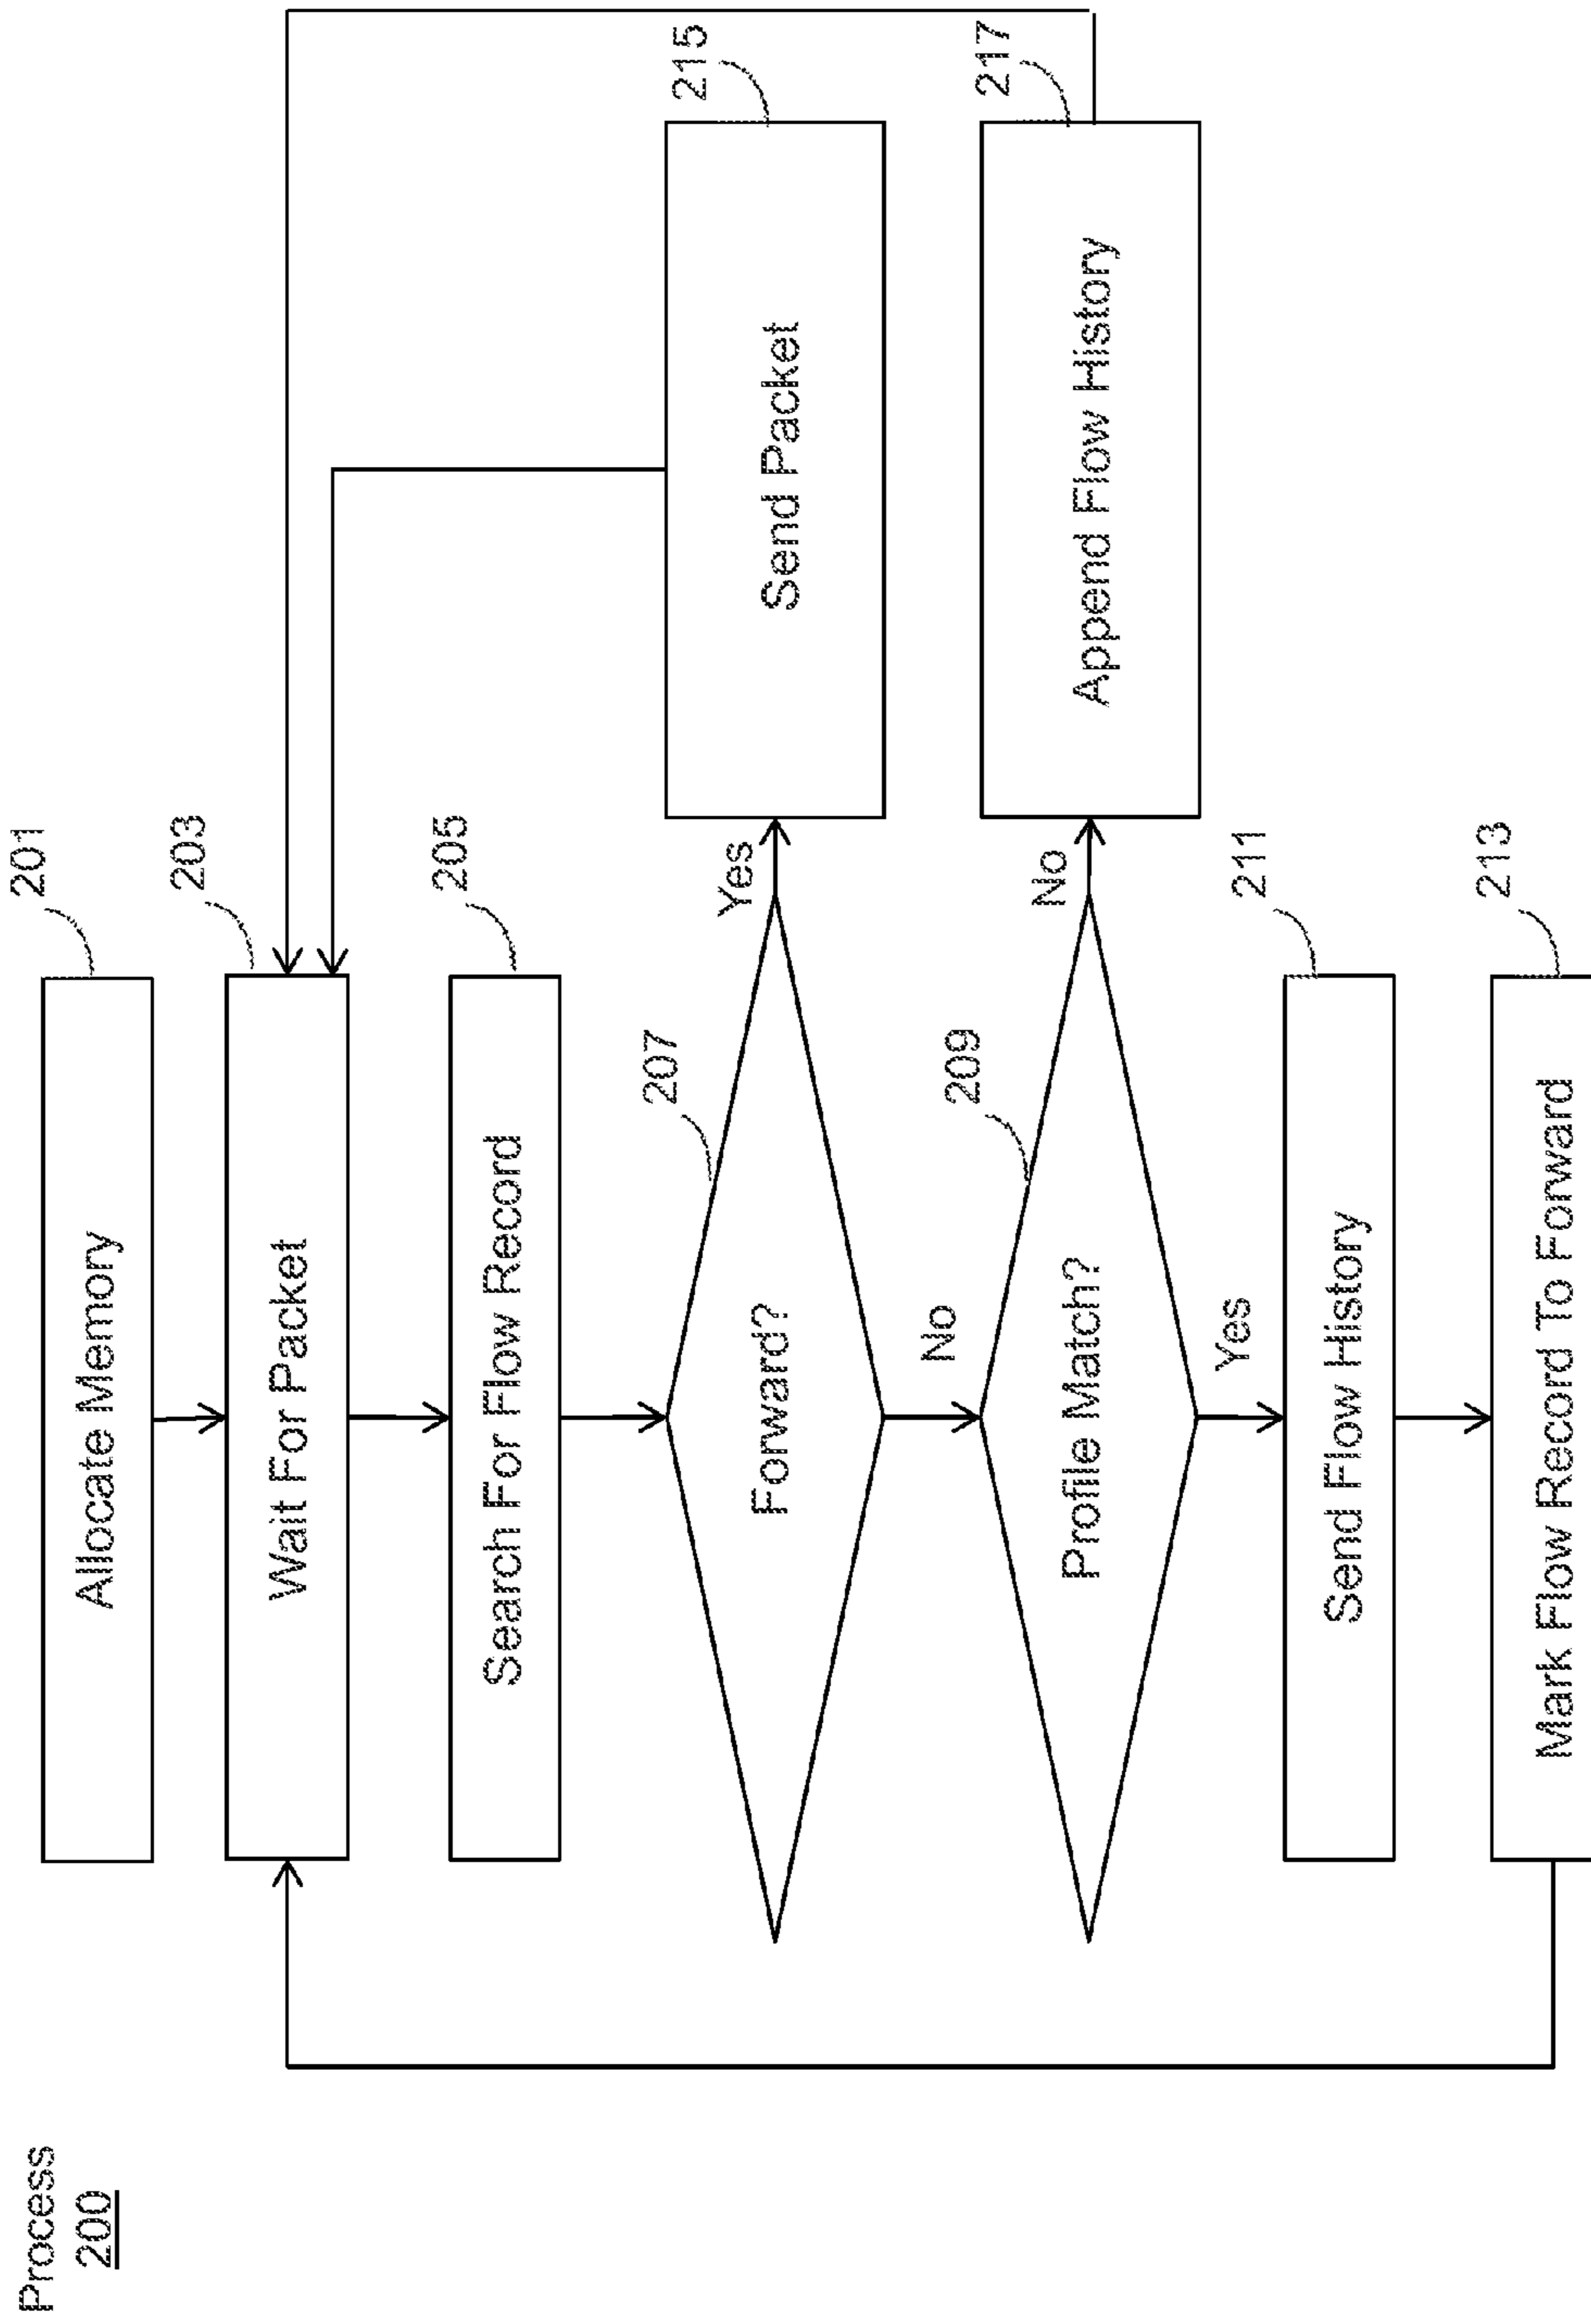 Process
200
Allocate Memory
201
Wait For Packet
203
Search For Flow Record
205
Forward?
207
Yes
Send Packet
215
No
Profile Match?
209
No
Append Flow History
217
Yes
Send Flow History
211
Mark Flow Record To Forward
213